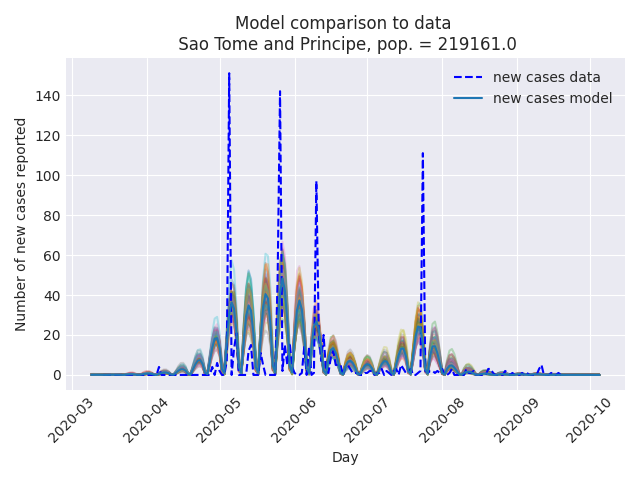 Model comparison to data
Sao Tome and Principe, pop. = 219161.0
new cases data
new cases model
Number of new cases reported
140
120
100
80
60
40
20
0
2020-03
2020-04
2020-05
2020-06
2020-07
2020-08
2020-09
2020-10
Day